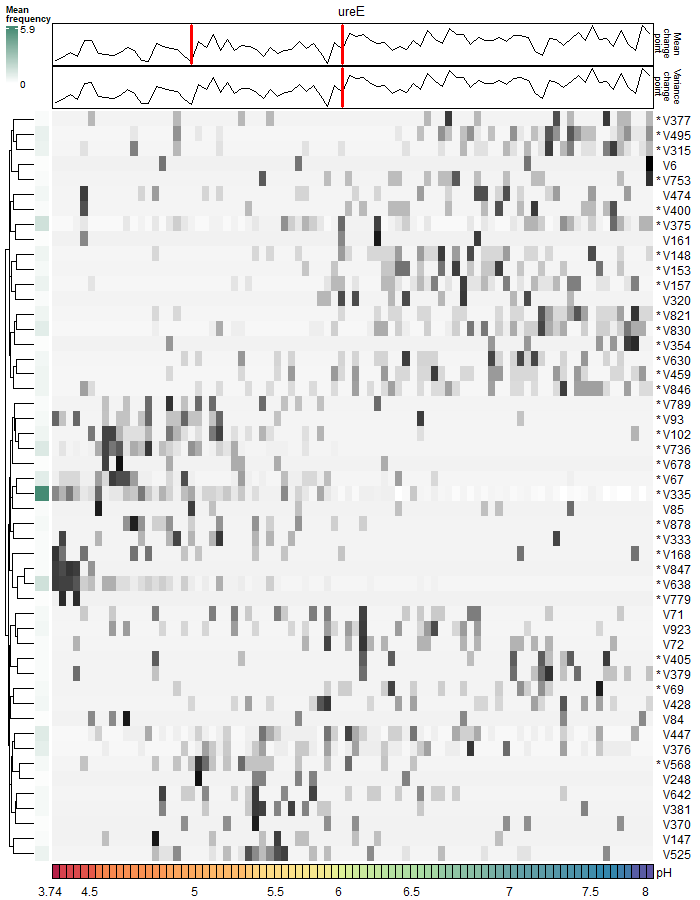 Mean
frequency
5.9
0
ureE
Mean
change
point
Variance
change
point
* V377
* V495
* V315
V6
* V753
V474
* V400
* V375
V161
* V148
* V153
* V157
V320
* V821
* V830
* V354
* V630
* V459
* V846
* V789
* V93
* V102
* V736
* V678
* V67
* V335
V85
* V878
* V333
* V168
* V847
* V638
* V779
V71
V923
V72
* V405
* V379
* V69
V428
V84
V447
V376
* V568
V248
V642
V381
V370
V147
V525
pH
3.74 4.5 5 5.5 6 6.5 7 7.5 8